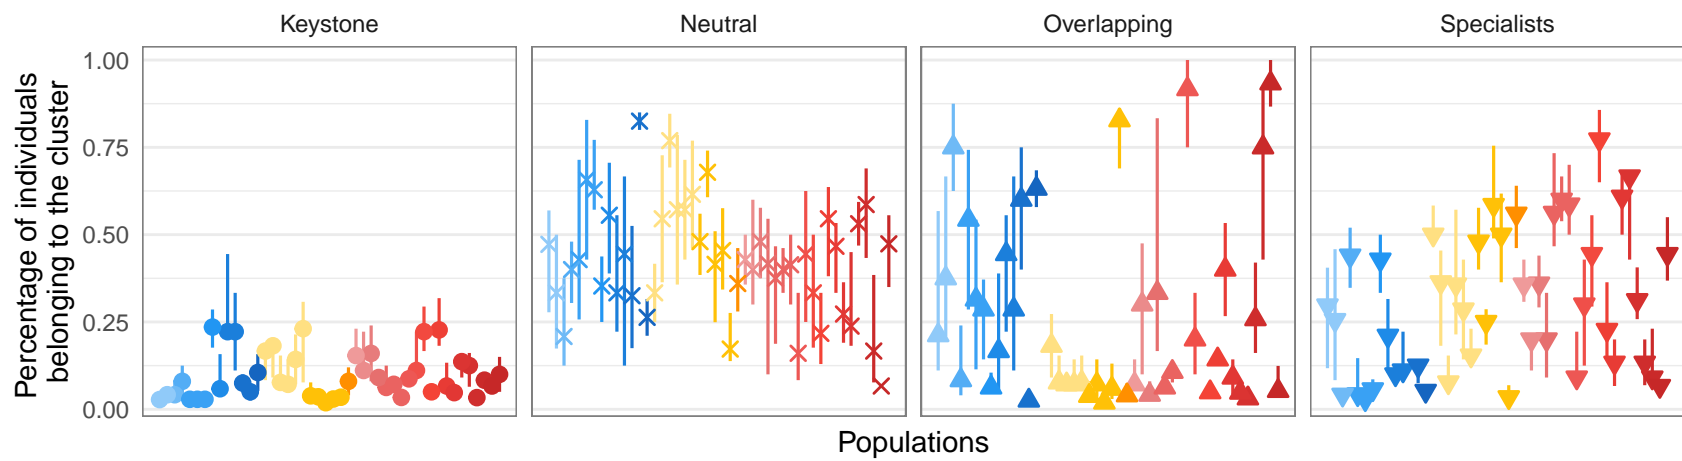 Keystone
Neutral
Overlapping
Specialists
Percentage of individuals
belonging to the cluster
1.00
0.75
0.50
0.25
0.00
Populations